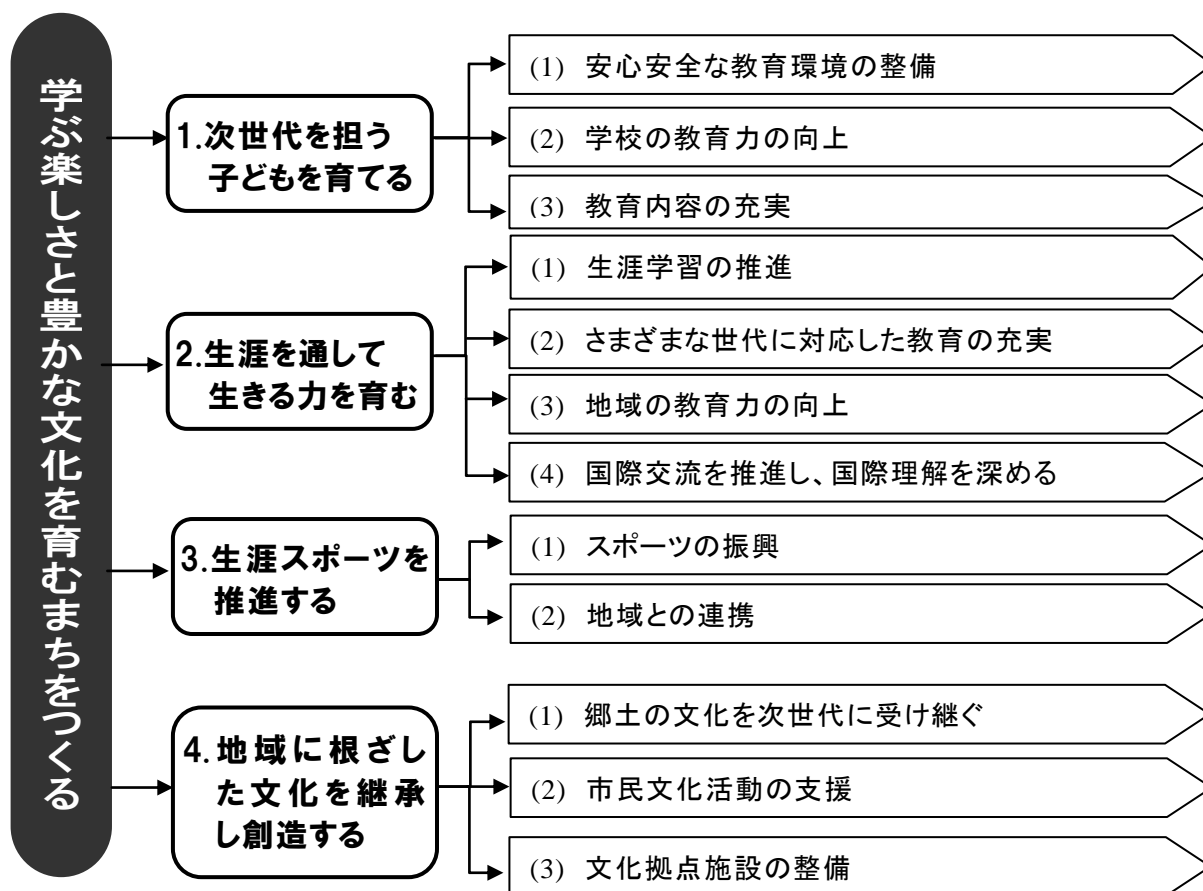 学ぶ楽しさと豊かな文化を育むまちをつくる
1.次世代を担う
子どもを育てる
(1) 安心安全な教育環境の整備
(2) 学校の教育力の向上
(3) 教育内容の充実
2.生涯を通して
生きる力を育む
(1) 生涯学習の推進
(2) さまざまな世代に対応した教育の充実
(3) 地域の教育力の向上
(4) 国際交流を推進し、国際理解を深める
3.生涯スポーツを
推進する
(1) スポーツの振興
(2) 地域との連携
4.地域に根ざし
た文化を継承
し創造する
(1) 郷土の文化を次世代に受け継ぐ
(2) 市民文化活動の支援
(3) 文化拠点施設の整備